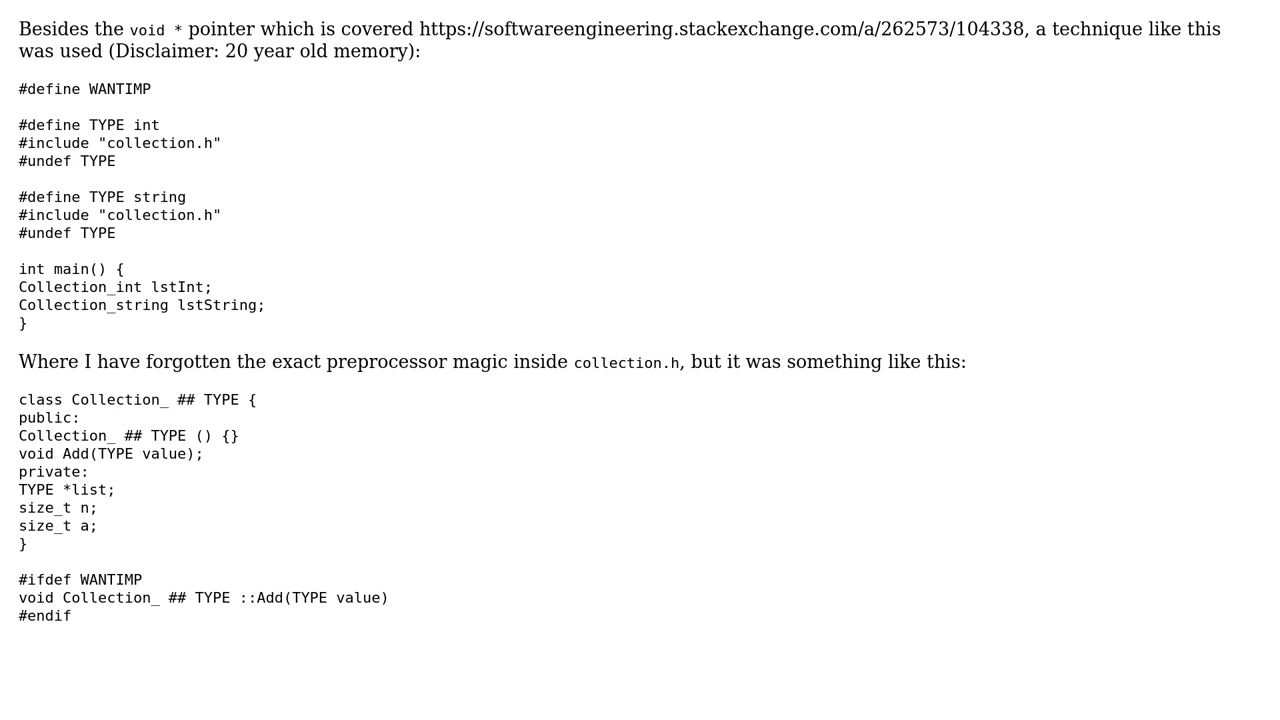 Besides the void * pointer which is covered https://softwareengineering.stackexchange.com/a/262573/104338, a technique like this
was used (Disclaimer: 20 year old memory):
#define WANTIMP
#define TYPE int
#include "collection.h"
#undef TYPE
#define TYPE string
#include "collection.h"
#undef TYPE
int main() {
Collection_int lstInt;
Collection_string lstString;
}
Where I have forgotten the exact preprocessor magic inside collection.h, but it was something like this:
class Collection_ ## TYPE {
public:
Collection_ ## TYPE () {}
void Add(TYPE value);
private:
TYPE *list;
size_t n;
size_t a;
}
#ifdef WANTIMP
void Collection_ ## TYPE ::Add(TYPE value)
#endif